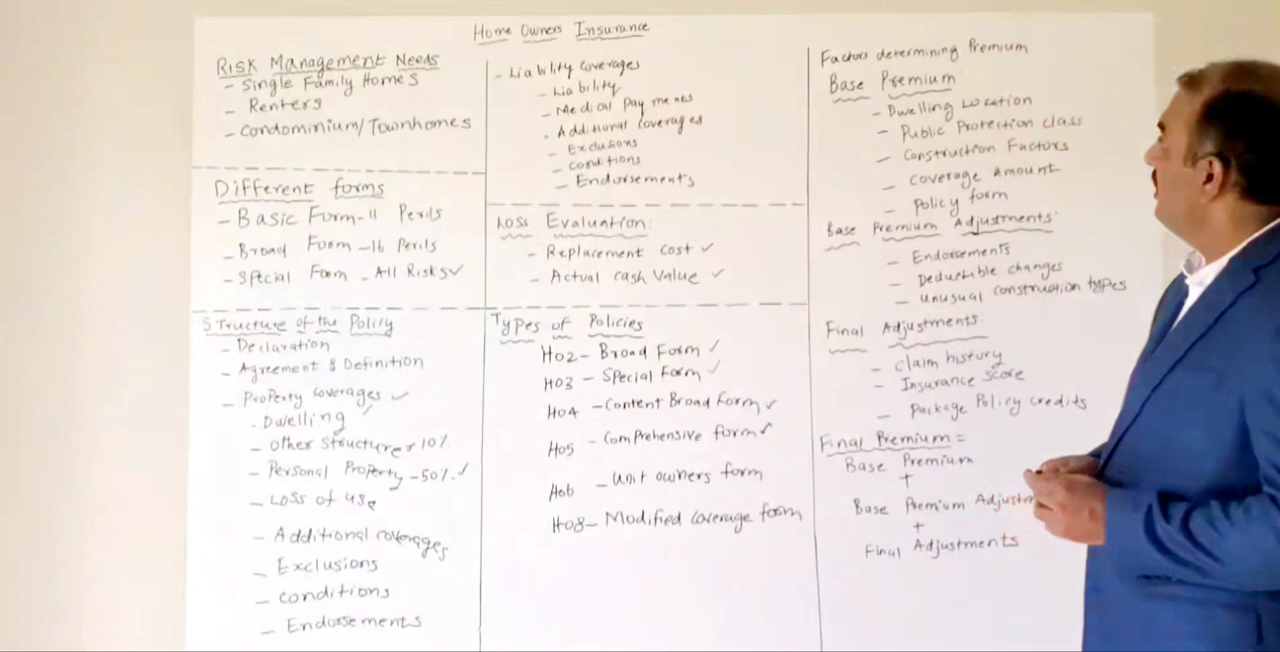 Home Owners Insurance
Risk Management Needs
- Single Family Homes
- Renters
- Condominium/Townhomes
Different forms
- Basic Form-11 Perils
- Broad Form -16 Perils
- Special Form - All Risks ✓
Structure of the Policy
- Declaration
- Agreement & Definition
- Property coverages ✓
- Dwelling ✓
- Other Structures 10%
- Personal Property -50% ✓
- Loss of use
- Additional coverages
- Exclusions
- Conditions
- Endorsements
- Liability coverages
- Liability
- Medical Payments
- Additional Coverages
- Exclusions
- Conditions
- Endorsements
Loss Evaluation:
- Replacement Cost ✓
- Actual cash Value ✓
Types of Policies
HO2 - Broad Form ✓
HO3 - Special Form ✓
HO4 - Content Broad Form ✓
HO5 - Comprehensive form ✓
HO6 - Unit owners form
HO8 - Modified Coverage form
Factors determining Premium
Base Premium
- Dwelling Location
- Public Protection class
- Construction Factors
- Coverage amount
- Policy form
Base Premium Adjustments
- Endorsements
- Deductible changes
- Unusual construction types
Final Adjustments:
- Claim history
- Insurance Score
- Package Policy credits
Final Premium =
Base Premium
+
Base Premium Adjustm
+
Final Adjustments